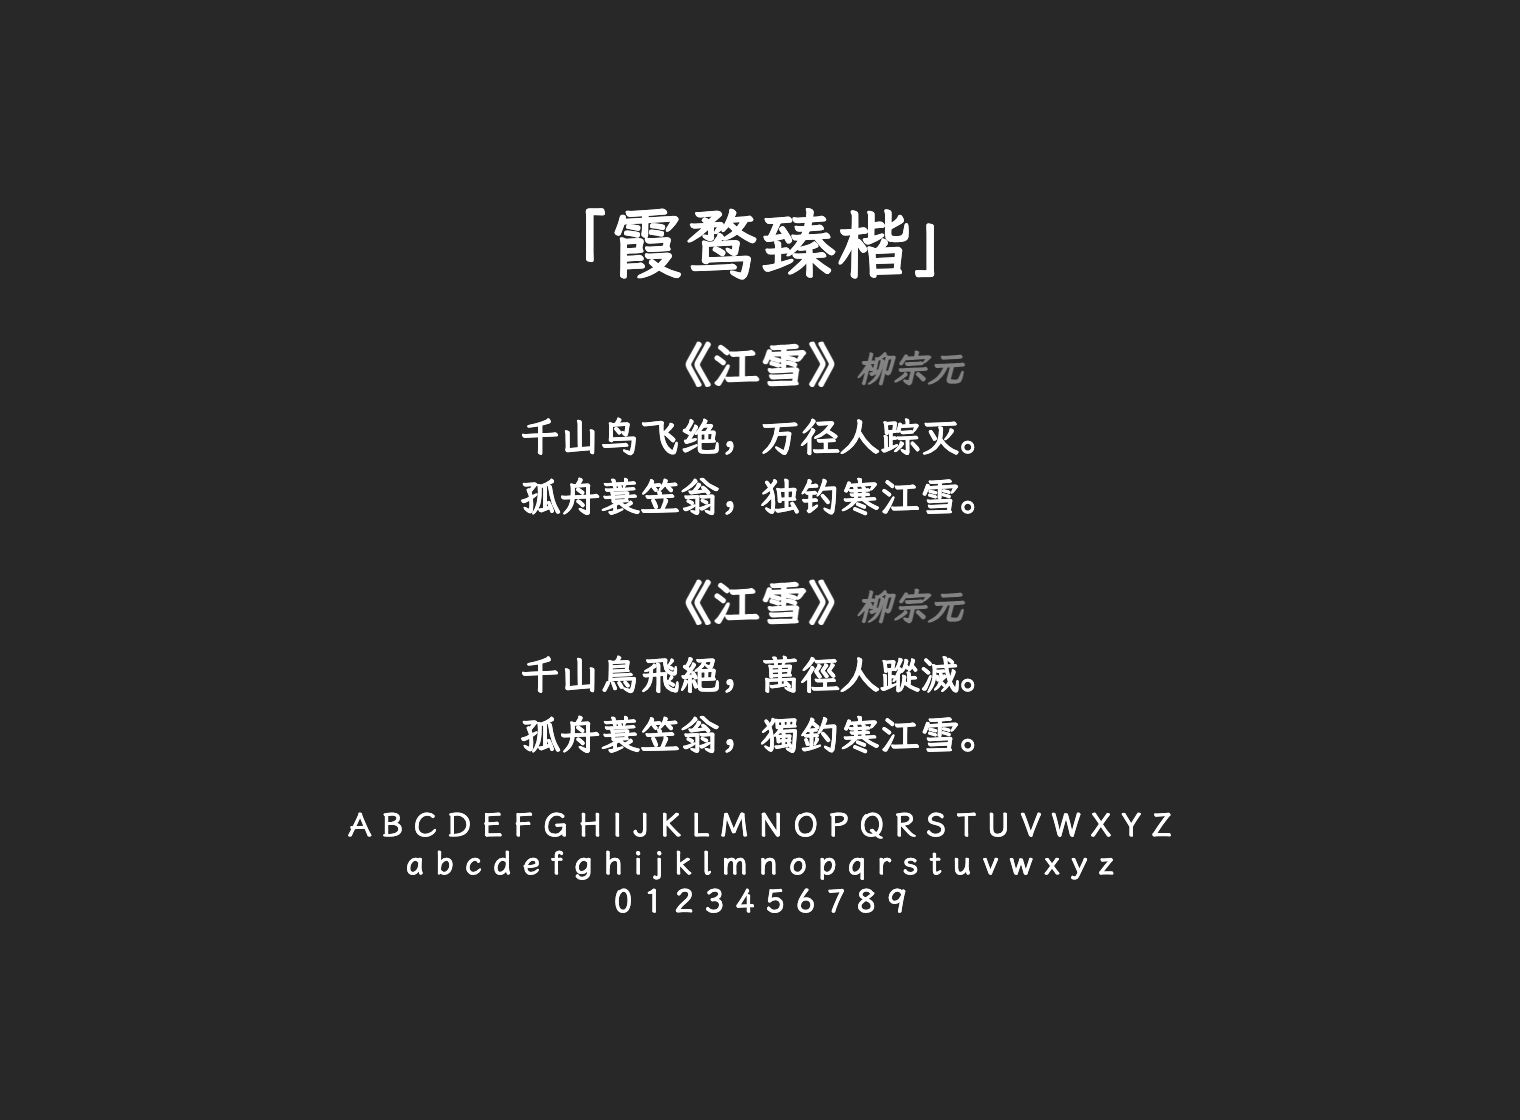 「霞鹜臻楷」
《江雪》柳宗元
千山鸟飞绝，万径人踪灭。
孤舟蓑笠翁，独钓寒江雪。
《江雪》柳宗元
千山鳥飛絕，萬徑人蹤滅。
孤舟蓑笠翁，獨釣寒江雪。
A B C D E F G H I J K L M N O P Q R S T U V W X Y Z
a b c d e f g h i j k l m n o p q r s t u v w x y z
0 1 2 3 4 5 6 7 8 9